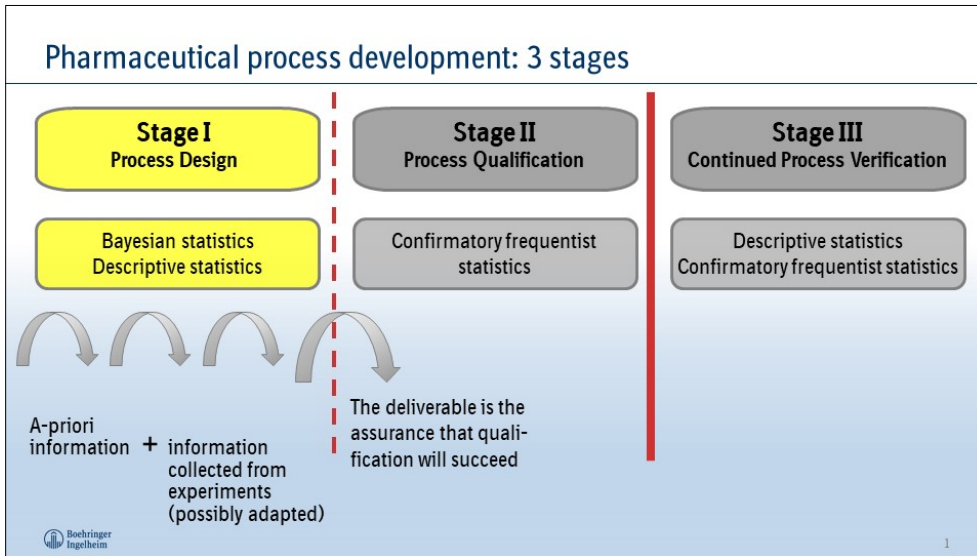 Pharmaceutical process development: 3 stages
Stage I
Process Design
Stage II
Process Qualification
Stage III
Continued Process Verification
Bayesian statistics
Descriptive statistics
Confirmatory frequentist
statistics
Descriptive statistics
Confirmatory frequentist statistics
A-priori
information
+
information
collected from
experiments
(possibly adapted)
The deliverable is the
assurance that quali-
fication will succeed
Boehringer
Ingelheim
1